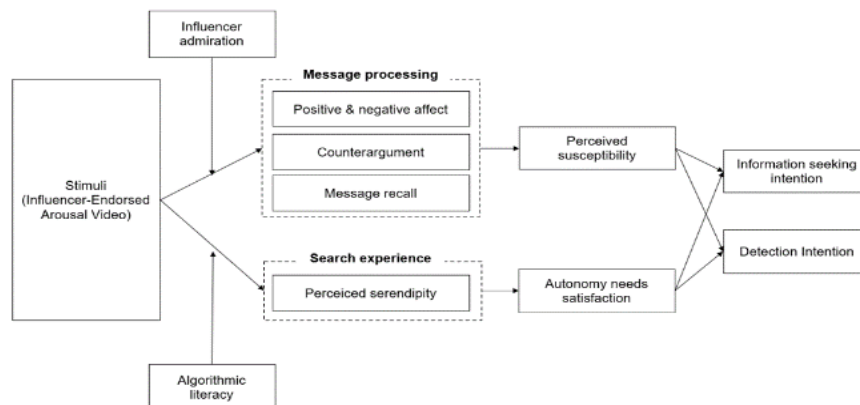 Influencer
admiration
Message processing
Positive & negative affect
Counterargument
Message recall
Stimuli
(Influencer-Endorsed
Arousal Video)
Perceived
susceptibility
Information seeking
intention
Detection Intention
Search experience
Perceiced serendipity
Autonomy needs
satisfaction
Algorithmic
literacy